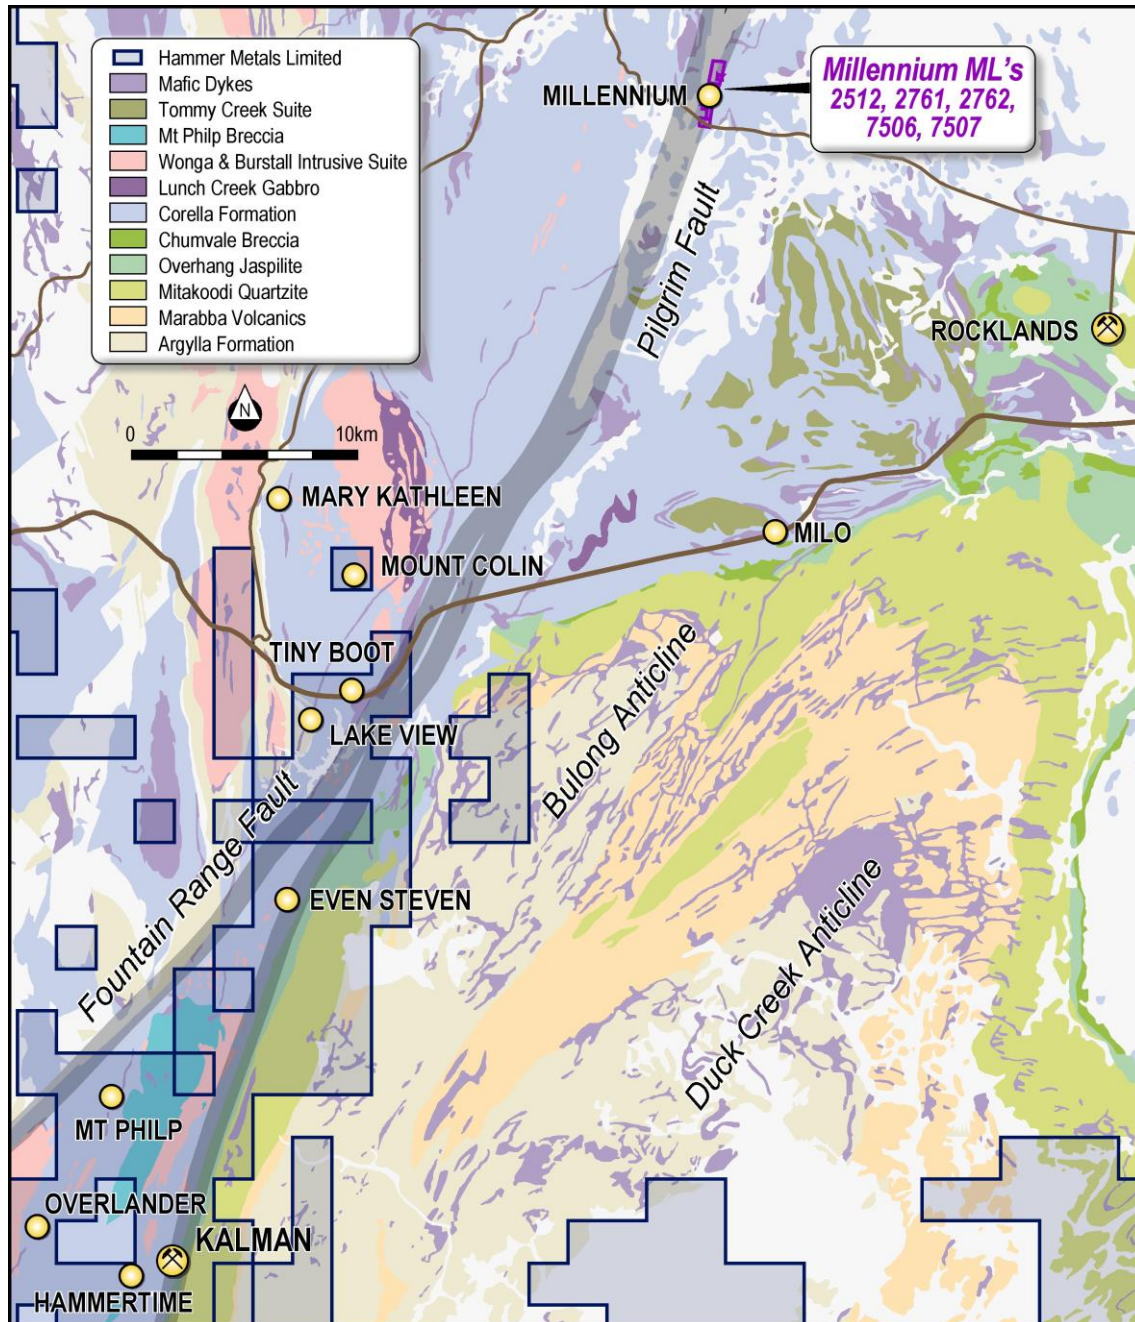 Hammer Metals Limited
Mafic Dykes
Tommy Creek Suite
Mt Philp Breccia
Wonga & Burstall Intrusive Suite
Lunch Creek Gabbro
Corella Formation
Chumvale Breccia
Overhang Jaspilite
Mitakoodi Quartzite
Marabba Volcanics
Argylla Formation
MILLENNIUM
Millennium ML's
2512, 2761, 2762,
7506, 7507
Pilgrim Fault
ROCKLANDS
N
0 10km
MARY KATHLEEN
MILO
MOUNT COLIN
TINY BOOT
LAKE VIEW
Bulong Anticline
Fountain Range Fault
EVEN STEVEN
Duck Creek Anticline
MT PHILP
OVERLANDER
KALMAN
HAMMERTIME